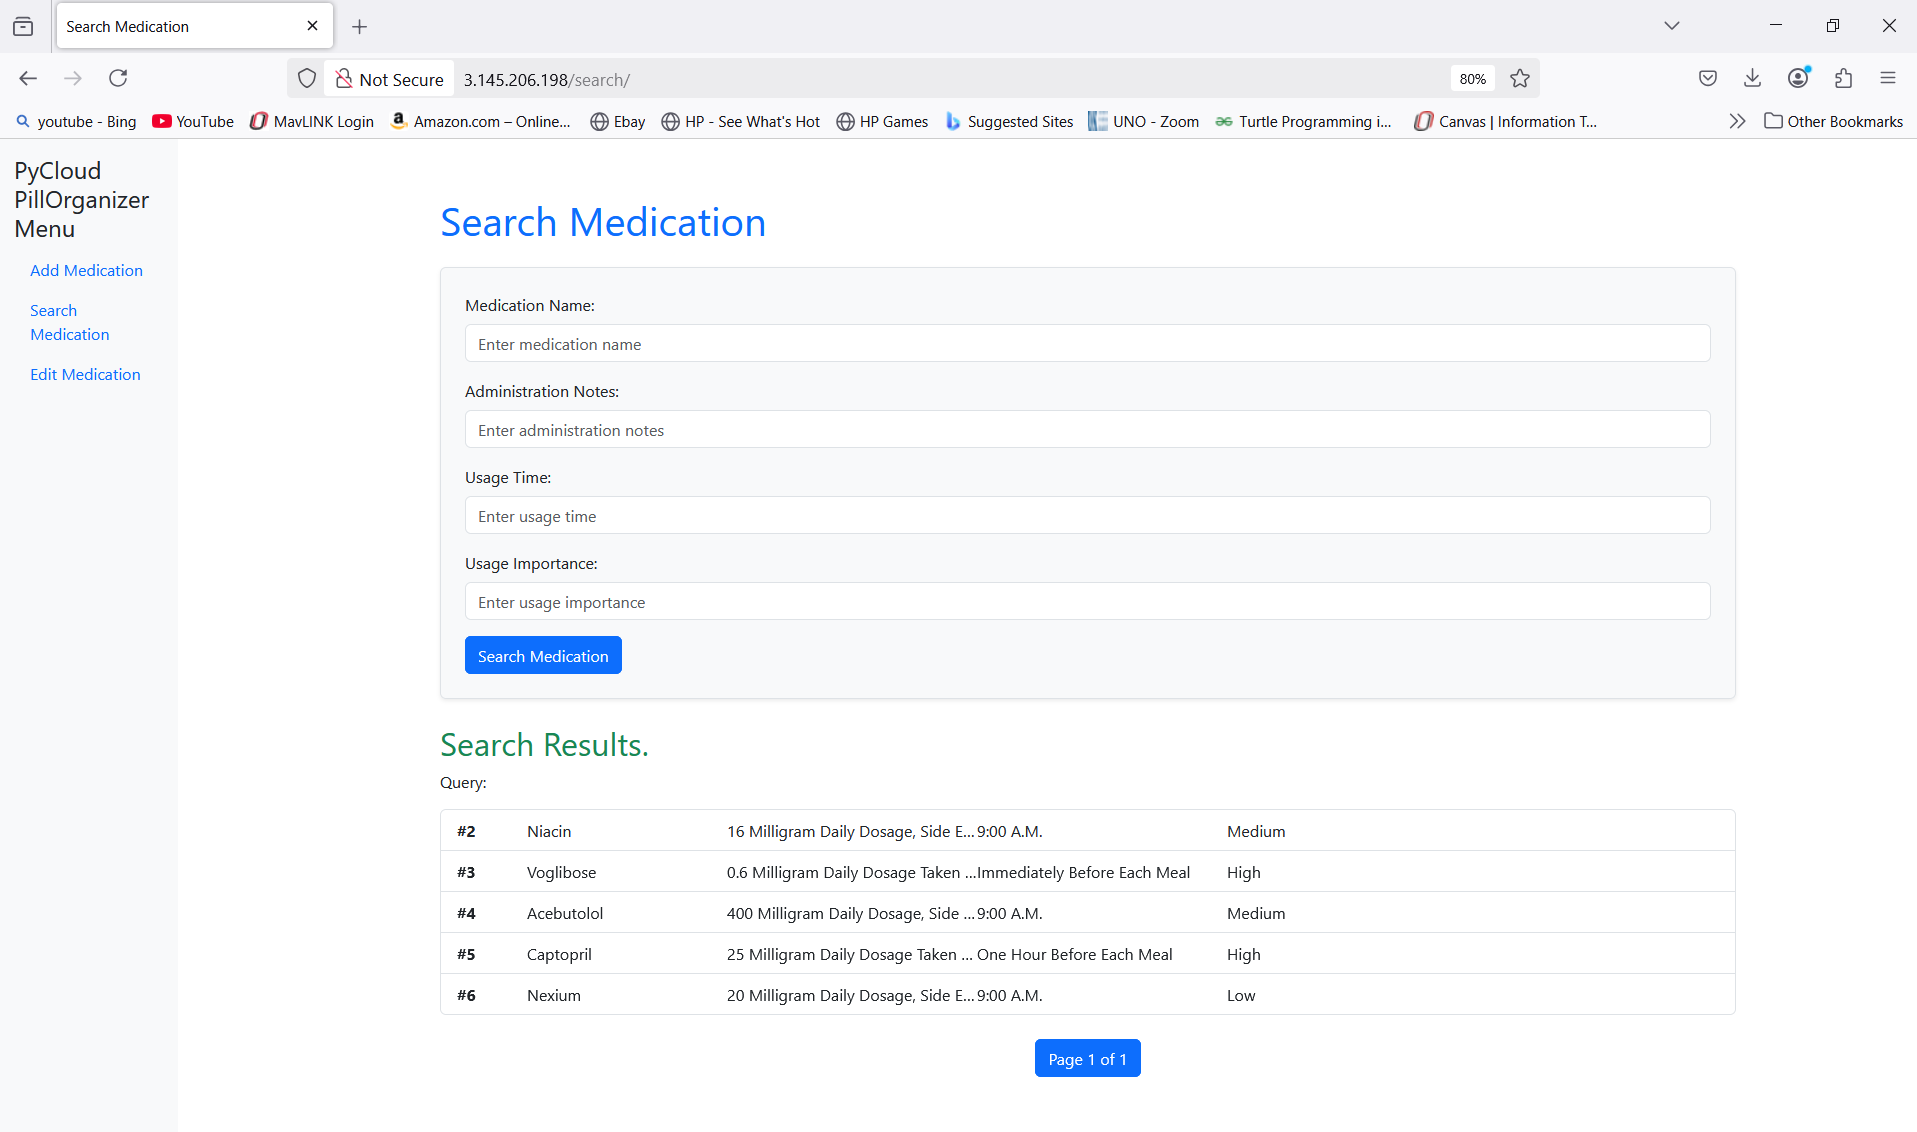 Search Medication
Not Secure 3.145.206.198/search/ 80%
youtube - Bing YouTube MavLINK Login Amazon.com – Online... Ebay HP - See What's Hot HP Games Suggested Sites UNO - Zoom Turtle Programming i... Canvas | Information T... Other Bookmarks
PyCloud
PillOrganizer
Menu
Add Medication
Search
Medication
Edit Medication
Search Medication
Medication Name:
Enter medication name
Administration Notes:
Enter administration notes
Usage Time:
Enter usage time
Usage Importance:
Enter usage importance
Search Medication
Search Results.
Query:
#2 Niacin 16 Milligram Daily Dosage, Side E... 9:00 A.M. Medium
#3 Voglibose 0.6 Milligram Daily Dosage Taken ... Immediately Before Each Meal High
#4 Acebutolol 400 Milligram Daily Dosage, Side ... 9:00 A.M. Medium
#5 Captopril 25 Milligram Daily Dosage Taken ... One Hour Before Each Meal High
#6 Nexium 20 Milligram Daily Dosage, Side E... 9:00 A.M. Low
Page 1 of 1